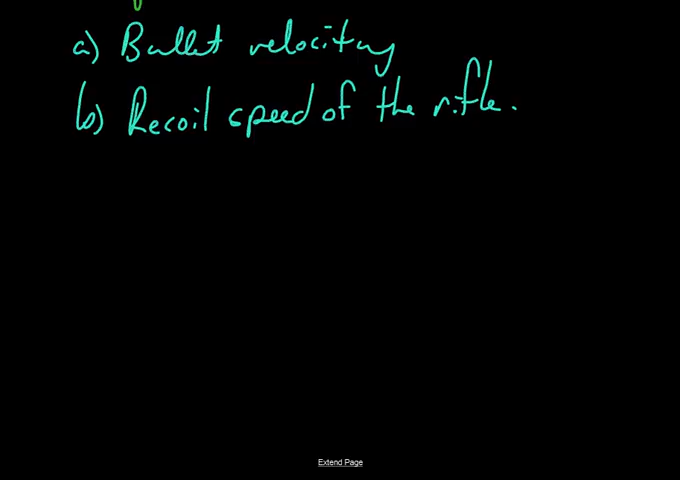 a) Bullet velocity
b) Recoil speed of the rifle.
Extend Page